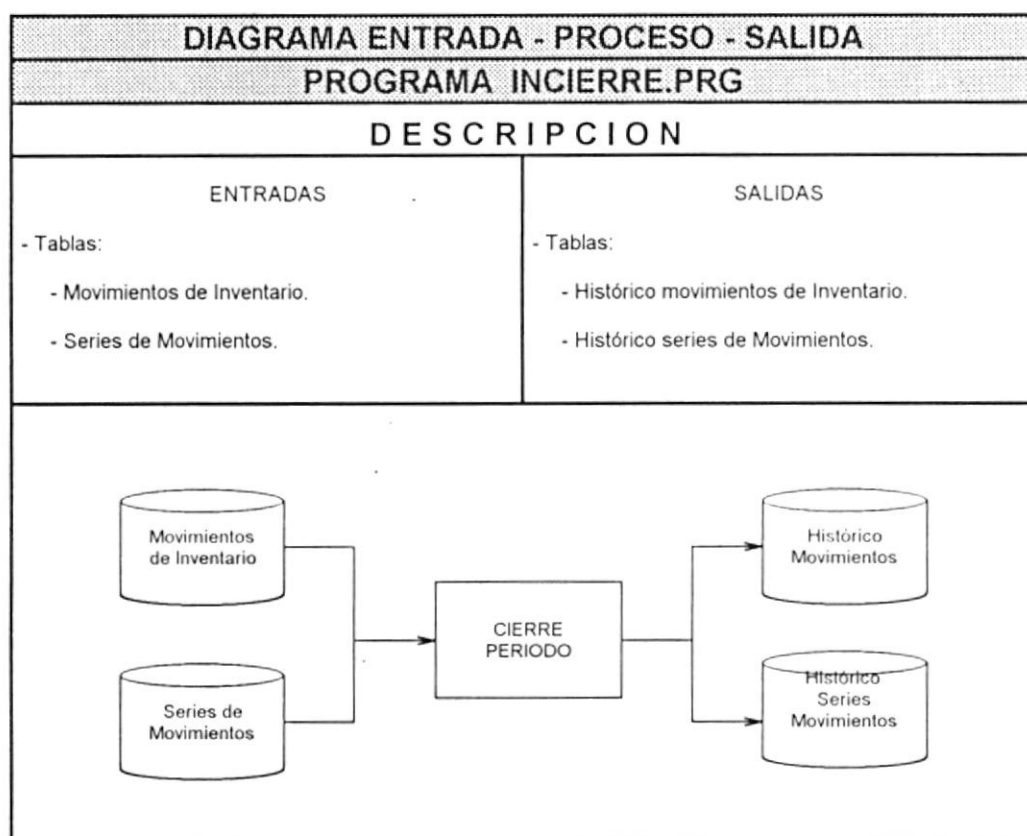 DIAGRAMA ENTRADA - PROCESO - SALIDA
PROGRAMA INCIERRE.PRG
D E S C R I P C I O N
ENTRADAS
- Tablas:
- Movimientos de Inventario.
- Series de Movimientos.
SALIDAS
- Tablas:
- Histórico movimientos de Inventario.
- Histórico series de Movimientos.
Movimientos
de Inventario
Series de
Movimientos
CIERRE
PERIODO
Histórico
Movimientos
Histórico
Series
Movimientos